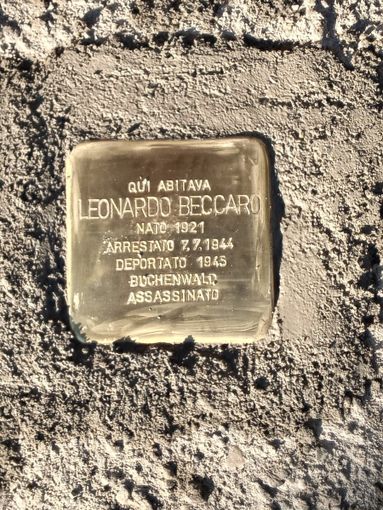 QUI ABITAVA
LEONARDO BECCARO
NATO 1921
ARRESTATO 7.7.1944
DEPORTATO 1945
BUCHENWALD
ASSASSINATO